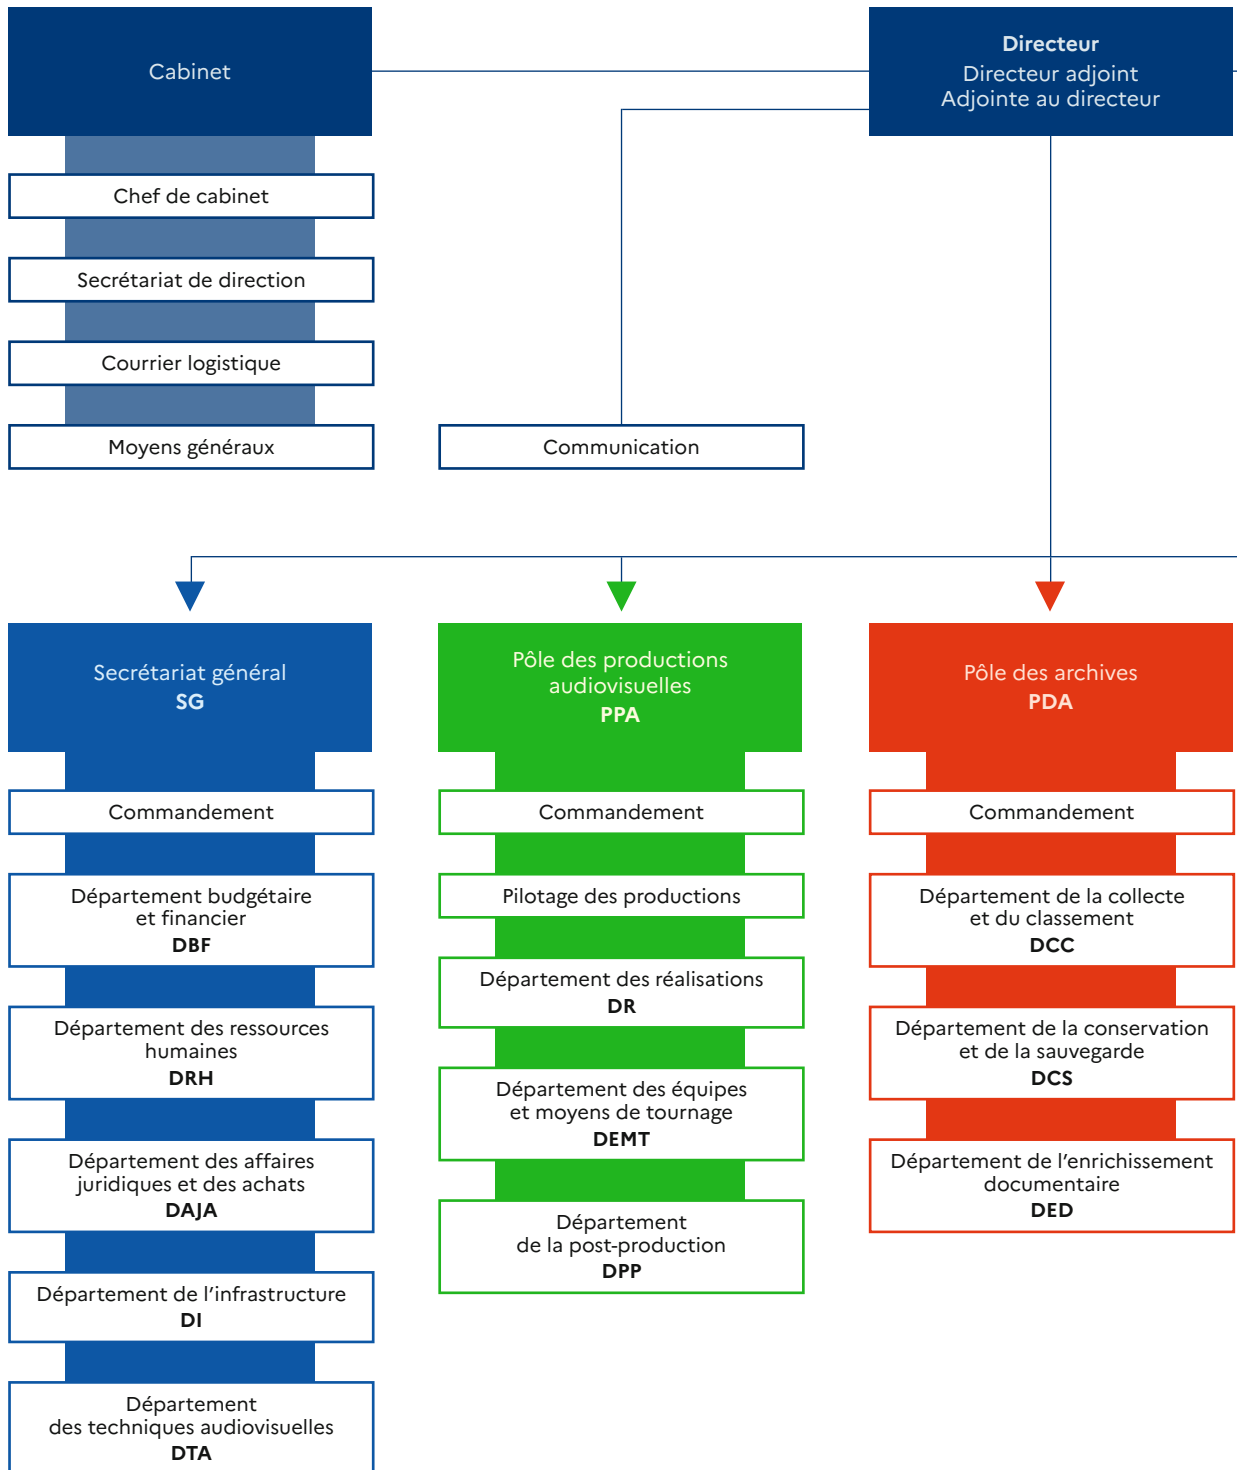 Cabinet
Directeur
Directeur adjoint
Adjointe au directeur
Chef de cabinet
Secrétariat de direction
Courrier logistique
Moyens généraux
Communication
Secrétariat général
SG
Commandement
Département budgétaire
et financier
DBF
Département des ressources
humaines
DRH
Département des affaires
juridiques et des achats
DAJA
Département de l’infrastructure
DI
Département
des techniques audiovisuelles
DTA
Pôle des productions
audiovisuelles
PPA
Commandement
Pilotage des productions
Département des réalisations
DR
Département des équipes
et moyens de tournage
DEMT
Département
de la post-production
DPP
Pôle des archives
PDA
Commandement
Département de la collecte
et du classement
DCC
Département de la conservation
et de la sauvegarde
DCS
Département de l’enrichissement
documentaire
DED